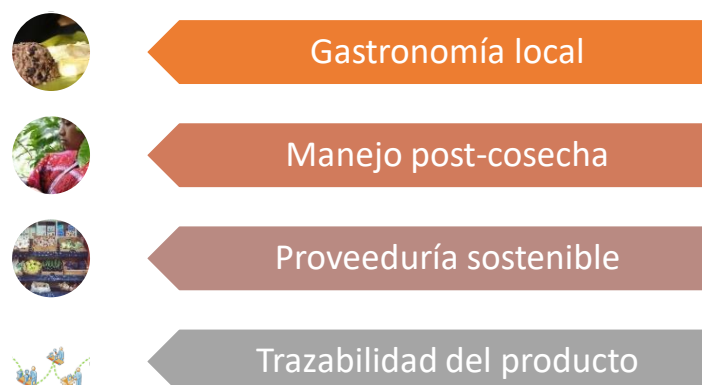 Gastronomía local
Manejo post-cosecha
Proveeduría sostenible
Trazabilidad del producto